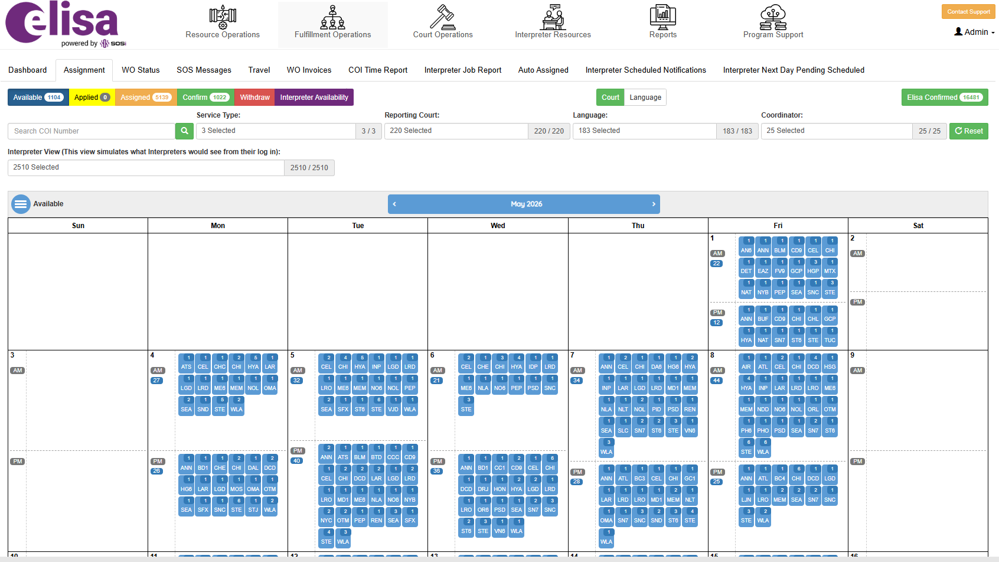 elisa
powered by SOSi
Resource Operations
Fulfillment Operations
Court Operations
Interpreter Resources
Reports
Program Support
Contact Support
Admin
Dashboard
Assignment
WO Status
SOS Messages
Travel
WO Invoices
COI Time Report
Interpreter Job Report
Auto Assigned
Interpreter Scheduled Notifications
Interpreter Next Day Pending Scheduled
Available 1104
Applied 0
Assigned 5139
Confirm 1022
Withdraw
Interpreter Availability
Court
Language
Elisa Confirmed 16481
Service Type:
Reporting Court:
Language:
Coordinator:
Search COI Number
3 Selected
3 / 3
220 Selected
220 / 220
183 Selected
183 / 183
25 Selected
25 / 25
Reset
Interpreter View (This view simulates what Interpreters would see from their log in):
2510 Selected
2510 / 2510
Available
May 2026
Sun Mon Tue Wed Thu Fri Sat
1
AM
22
1 1 1 1 1 1
AN6 ANN BLM CD9 CEL CHI
1 1 1 1 3 1
DET EAZ FV9 GCP HGP MTX
1 1 1 1 1 3
NAT NYB PEP SEA SNC STE
PM
12
1 1 1 1 1 1
ANN BUF CD9 CHI CHL GCP
1 1 1 1 1 1
HYA NAT SN7 ST6 STE TUC
2
AM
PM
3
AM
PM
4
AM
27
1 1 1 2 5 1
ATS CEL CHC CHI HYA LAR
1 1 1 1 1 1
LGD LRD ME6 MEM NOL OMA
2 1 5 2
SEA SND STE WLA
PM
26
1 1 1 2 1 2
ANN BD1 CHE CHI DAL DCD
1 1 1 1 1 1
HG6 LAR LGD MOS OMA OTM
1 1 1 6 1 2
SEA SFX SNC STE STJ WLA
5
AM
32
2 4 5 1 1 1
CEL CHI HYA INP LGD LRD
1 1 1 1 1 1
LRO ME6 MEM NO6 NOL PEP
2 1 1 6 1 1
SEA SFX ST6 STE VJD WLA
PM
40
2 1 1 1 1 1
ANN ATS BLM BTD CCC CD9
1 2 2 2 1 2
CEL CHI DCD LAR LGD LRD
1 1 1 1 1 1
LRO MD1 ME6 NLA NO6 NYB
2 2 1 1 3 1
NYC OTM PEP REN SEA SFX
4 3
STE WLA
6
AM
21
2 1 3 4 1 1
CEL CHE CHI HYA IDP LRD
1 1 1 1 1 1
ME6 NLA NO6 PEP PSD SNC
3
STE
PM
36
1 1 1 2 1 6
ANN BD1 CC1 CD9 CEL CHI
1 1 1 2 2 1
DCD DRJ HON HYA LGD LRD
1 1 1 1 2 3
LRO OR6 PSD SEA SN7 SNC
2 3 1 1
ST6 STE VN6 WLA
7
AM
34
1 2 1 1 1 2
ANN CEL CHI DA6 HG6 HYA
1 1 1 1 1 1
INP LAR LGD LRD MD1 MEM
1 1 2 1 1 1
NLA NLT NOL PID PSD REN
1 1 2 2 3 1
SEA SLC SN7 ST6 STE VN6
3
WLA
PM
28
1 1 1 1 1 1
ANN ATL BC3 CEL CHI GC1
1 1 1 1 2 1
LAR LRD LRO MD1 MEM NLT
1 1 3 2 3 4
OMA SN7 SNC SND ST6 STE
1
WLA
8
AM
44
1 1 2 1 4 1
AIR ATL CEL CHI DCD HSG
4 1 1 1 1 1
HYA INP LAR LRD LRO ME6
1 1 1 1 1 1
MEM NDD NO6 NOL ORL OTM
1 1 1 1 2 1
PH6 PHO PSD SEA SN7 ST6
6 6
STE WLA
PM
25
1 1 1 6 1 1
ANN ATL BC4 CHI DCD LGD
1 1 2 2 2 1
LJN LRO MEM SEA SN7 SNC
3 2
STE WLA
9
AM
PM
10 11 12 13 14 15 16